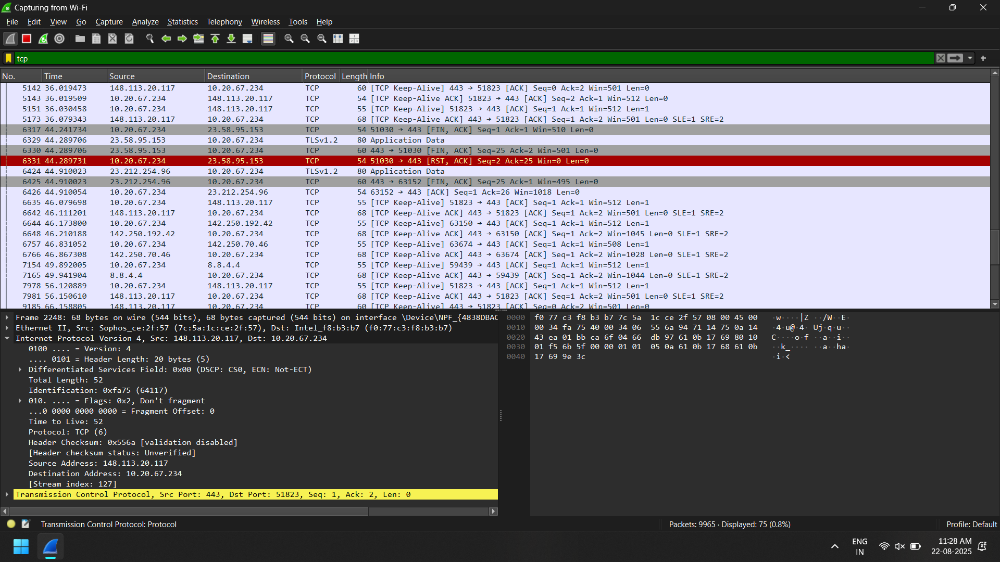 Capturing from Wi-Fi
File Edit View Go Capture Analyze Statistics Telephony Wireless Tools Help
tcp
No. Time Source Destination Protocol Length Info
5142 36.019473 148.113.20.117 10.20.67.234 TCP 60 [TCP Keep-Alive] 443 → 51823 [ACK] Seq=0 Ack=2 Win=501 Len=0
5143 36.019509 10.20.67.234 148.113.20.117 TCP 54 [TCP Keep-Alive ACK] 51823 → 443 [ACK] Seq=2 Ack=1 Win=512 Len=0
5151 36.030458 10.20.67.234 148.113.20.117 TCP 55 [TCP Keep-Alive] 51823 → 443 [ACK] Seq=1 Ack=1 Win=512 Len=1
5173 36.079343 148.113.20.117 10.20.67.234 TCP 68 [TCP Keep-Alive ACK] 443 → 51823 [ACK] Seq=1 Ack=2 Win=501 Len=0 SLE=1 SRE=2
6317 44.241734 10.20.67.234 23.58.95.153 TCP 54 51030 → 443 [FIN, ACK] Seq=1 Ack=1 Win=510 Len=0
6329 44.289706 23.58.95.153 10.20.67.234 TLSv1.2 80 Application Data
6330 44.289706 23.58.95.153 10.20.67.234 TCP 60 443 → 51030 [FIN, ACK] Seq=25 Ack=2 Win=501 Len=0
6331 44.289731 10.20.67.234 23.58.95.153 TCP 54 51030 → 443 [RST, ACK] Seq=2 Ack=25 Win=0 Len=0
6424 44.910023 23.212.254.96 10.20.67.234 TLSv1.2 80 Application Data
6425 44.910023 23.212.254.96 10.20.67.234 TCP 60 443 → 63152 [FIN, ACK] Seq=25 Ack=1 Win=495 Len=0
6426 44.910054 10.20.67.234 23.212.254.96 TCP 54 63152 → 443 [ACK] Seq=1 Ack=26 Win=1018 Len=0
6635 46.079698 10.20.67.234 148.113.20.117 TCP 55 [TCP Keep-Alive] 51823 → 443 [ACK] Seq=1 Ack=1 Win=512 Len=1
6642 46.111201 148.113.20.117 10.20.67.234 TCP 68 [TCP Keep-Alive ACK] 443 → 51823 [ACK] Seq=1 Ack=2 Win=501 Len=0 SLE=1 SRE=2
6644 46.173800 10.20.67.234 142.250.192.42 TCP 55 [TCP Keep-Alive] 63150 → 443 [ACK] Seq=1 Ack=1 Win=512 Len=1
6648 46.210188 142.250.192.42 10.20.67.234 TCP 68 [TCP Keep-Alive ACK] 443 → 63150 [ACK] Seq=1 Ack=2 Win=1045 Len=0 SLE=1 SRE=2
6757 46.831052 10.20.67.234 142.250.70.46 TCP 55 [TCP Keep-Alive] 63674 → 443 [ACK] Seq=1 Ack=1 Win=508 Len=1
6766 46.867308 142.250.70.46 10.20.67.234 TCP 68 [TCP Keep-Alive ACK] 443 → 63674 [ACK] Seq=1 Ack=2 Win=1028 Len=0 SLE=1 SRE=2
7154 49.892005 10.20.67.234 8.8.4.4 TCP 55 [TCP Keep-Alive] 59439 → 443 [ACK] Seq=1 Ack=1 Win=512 Len=1
7165 49.941904 8.8.4.4 10.20.67.234 TCP 68 [TCP Keep-Alive ACK] 443 → 59439 [ACK] Seq=1 Ack=2 Win=1044 Len=0 SLE=1 SRE=2
7978 56.120889 10.20.67.234 148.113.20.117 TCP 55 [TCP Keep-Alive] 51823 → 443 [ACK] Seq=1 Ack=1 Win=512 Len=1
7981 56.150610 148.113.20.117 10.20.67.234 TCP 68 [TCP Keep-Alive ACK] 443 → 51823 [ACK] Seq=1 Ack=2 Win=501 Len=0 SLE=1 SRE=2
9185 66.158805 148.113.20.117 10.20.67.234 TCP 60 [TCP Keep-Alive] 443 → 51823 [ACK] Seq=0 Ack=2 Win=501 Len=0
Frame 2248: 68 bytes on wire (544 bits), 68 bytes captured (544 bits) on interface \Device\NPF_{4838DBAC
Ethernet II, Src: Sophos_ce:2f:57 (7c:5a:1c:ce:2f:57), Dst: Intel_f8:b3:b7 (f0:77:c3:f8:b3:b7)
Internet Protocol Version 4, Src: 148.113.20.117, Dst: 10.20.67.234
0100 .... = Version: 4
.... 0101 = Header Length: 20 bytes (5)
Differentiated Services Field: 0x00 (DSCP: CS0, ECN: Not-ECT)
Total Length: 52
Identification: 0xfa75 (64117)
010. .... = Flags: 0x2, Don't fragment
...0 0000 0000 0000 = Fragment Offset: 0
Time to Live: 52
Protocol: TCP (6)
Header Checksum: 0x556a [validation disabled]
[Header checksum status: Unverified]
Source Address: 148.113.20.117
Destination Address: 10.20.67.234
[Stream index: 127]
Transmission Control Protocol, Src Port: 443, Dst Port: 51823, Seq: 1, Ack: 2, Len: 0
0000 f0 77 c3 f8 b3 b7 7c 5a 1c ce 2f 57 08 00 45 00 ·w····|Z ··/W··E·
0010 00 34 fa 75 40 00 34 06 55 6a 94 71 14 75 0a 14 ·4·u@·4· Uj·q·u··
0020 43 ea 01 bb ca 6f 04 66 db 97 61 0b 17 69 80 10 C····o·f ··a··i··
0030 01 f5 6b 5f 00 00 01 01 05 0a 61 0b 17 68 61 0b ··k_···· ··a··ha·
0040 17 69 9e 3c ·i·<
Transmission Control Protocol: Protocol
Packets: 9965 · Displayed: 75 (0.8%)
Profile: Default
ENG
IN
11:28 AM
22-08-2025